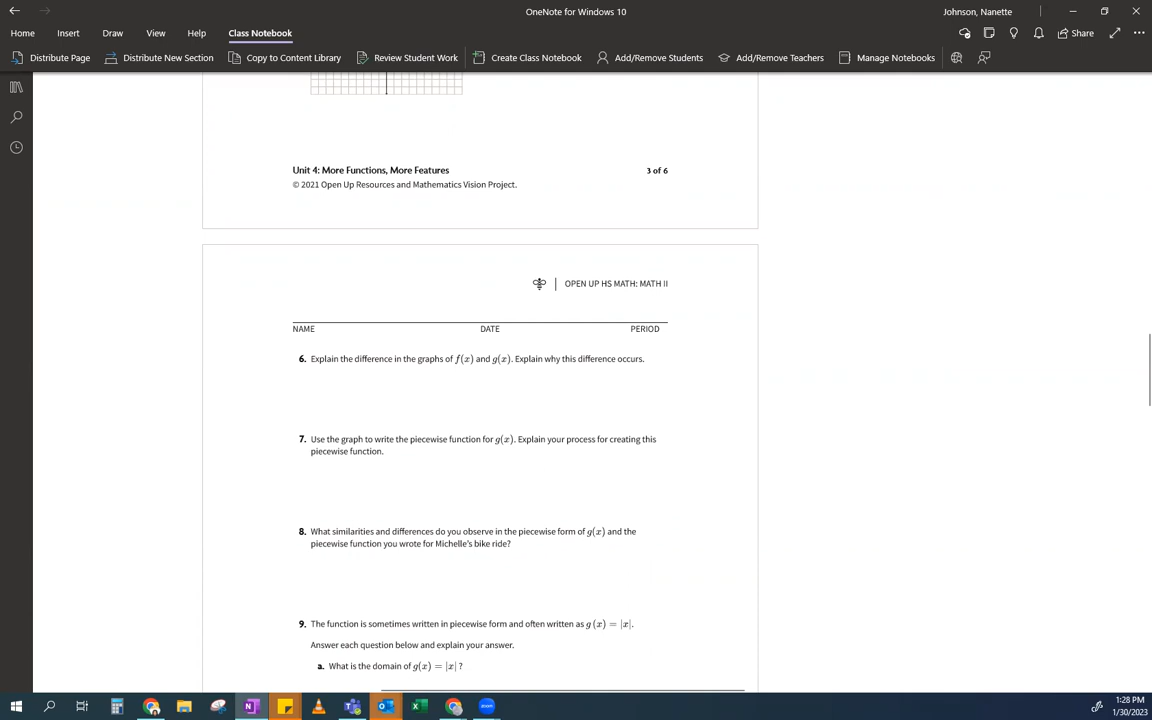 OneNote for Windows 10
Johnson, Nanette
Home Insert Draw View Help Class Notebook
Share
Distribute Page Distribute New Section Copy to Content Library Review Student Work Create Class Notebook Add/Remove Students Add/Remove Teachers Manage Notebooks
Unit 4: More Functions, More Features 3 of 6
© 2021 Open Up Resources and Mathematics Vision Project.
OPEN UP HS MATH: MATH II
NAME DATE PERIOD
6. Explain the difference in the graphs of f(x) and g(x). Explain why this difference occurs.
7. Use the graph to write the piecewise function for g(x). Explain your process for creating this
piecewise function.
8. What similarities and differences do you observe in the piecewise form of g(x) and the
piecewise function you wrote for Michelle's bike ride?
9. The function is sometimes written in piecewise form and often written as g (x) = |x|.
Answer each question below and explain your answer.
a. What is the domain of g(x) = |x| ?
1:28 PM
1/30/2023